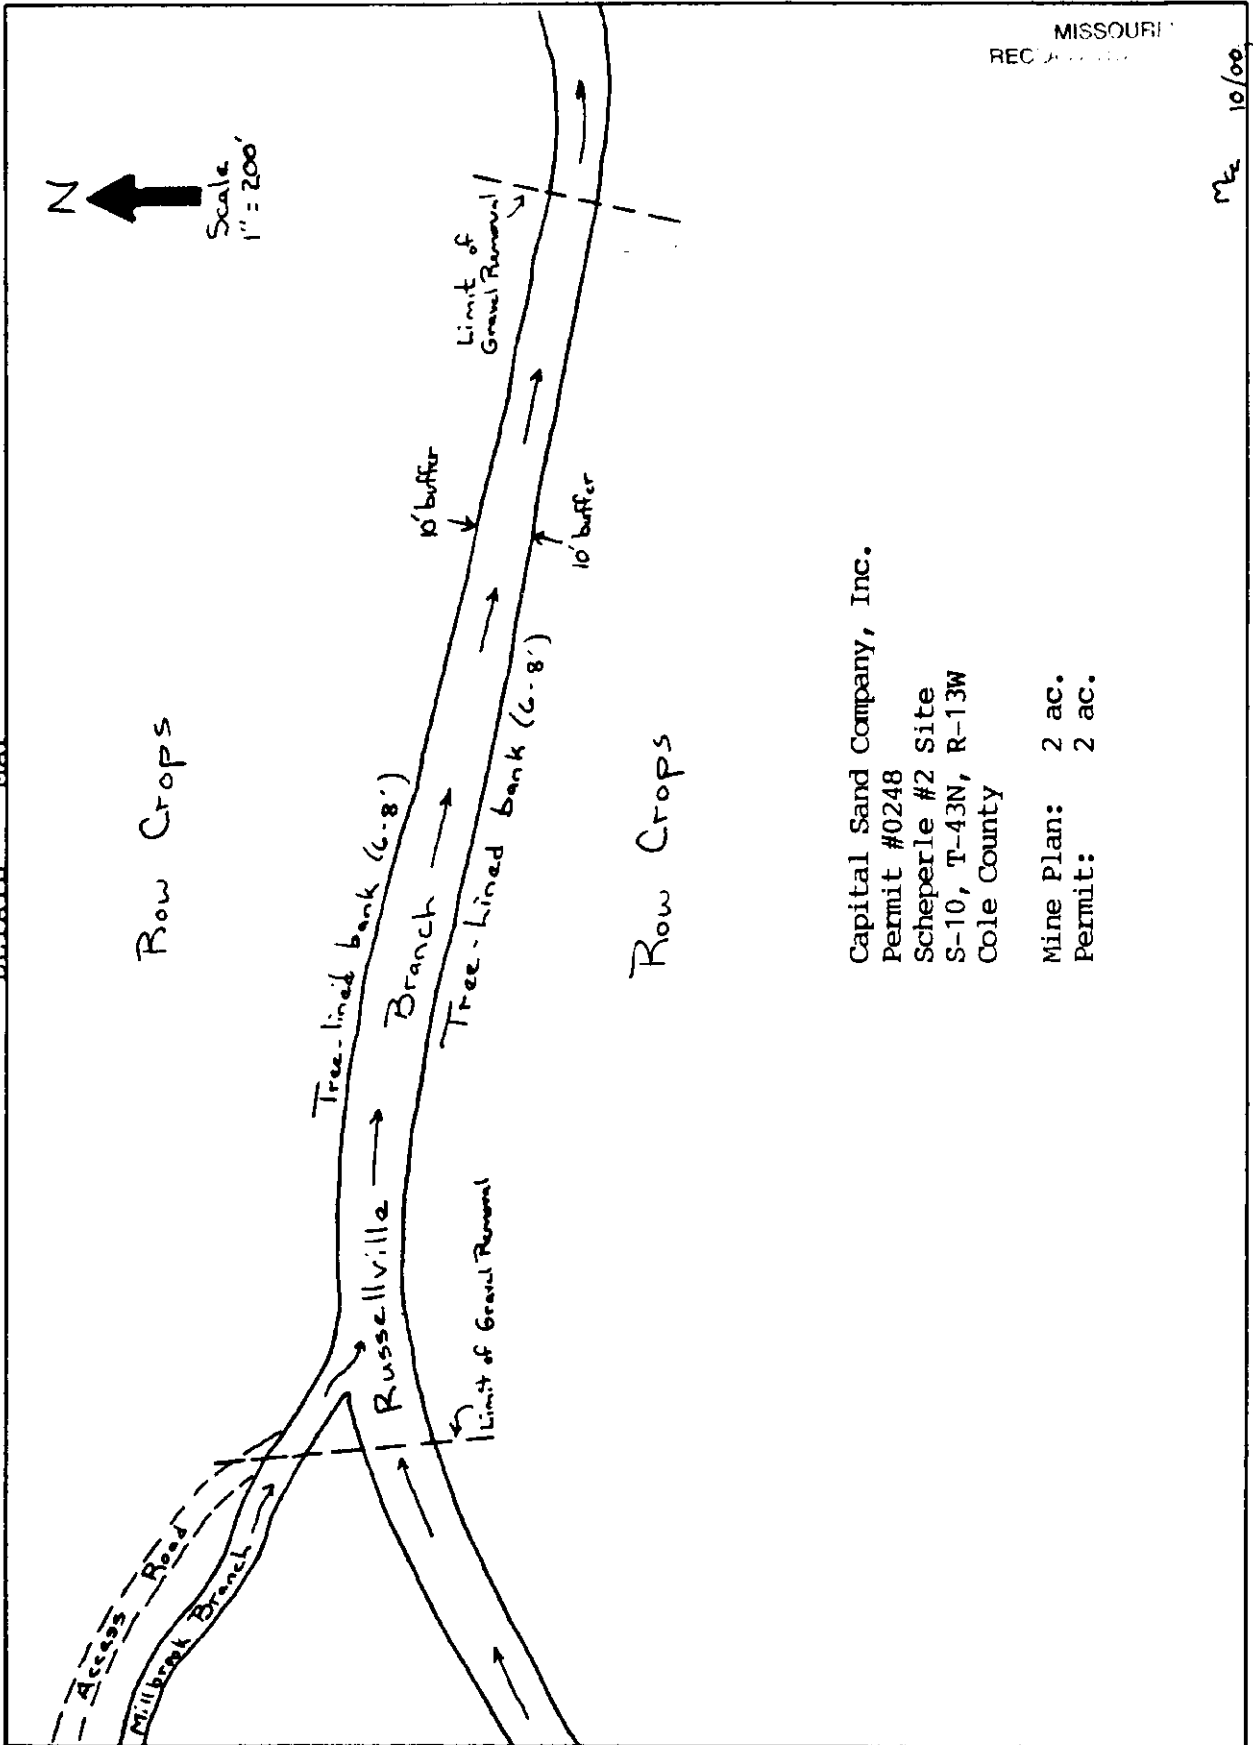 MISSOURI
N
Scale
1" = 200'
Row Crops
Access Road
Millbrook Branch
Tree-lined bank (6-8')
10' buffer
Limit of
Gravel Removal
Russellville Branch
Tree-Lined bank (6-8')
10' buffer
Limit of Gravel Removal
Row Crops
Capital Sand Company, Inc.
Permit #0248
Scheperle #2 Site
S-10, T-43N, R-13W
Cole County
Mine Plan: 2 ac.
Permit: 2 ac.
10/00